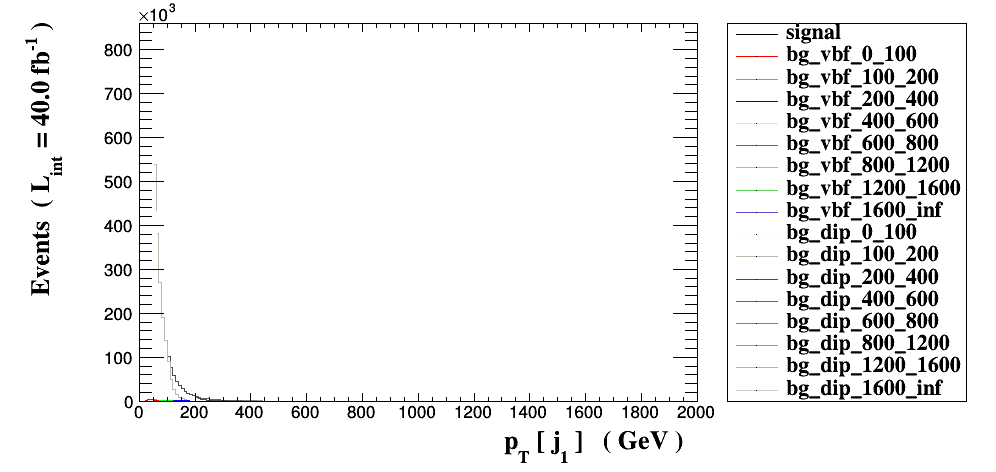 ×10³
Events ( L_int = 40.0 fb⁻¹ )
800
700
600
500
400
300
200
100
0
0 200 400 600 800 1000 1200 1400 1600 1800 2000
p_T [ j_1 ] ( GeV )
signal
bg_vbf_0_100
bg_vbf_100_200
bg_vbf_200_400
bg_vbf_400_600
bg_vbf_600_800
bg_vbf_800_1200
bg_vbf_1200_1600
bg_vbf_1600_inf
bg_dip_0_100
bg_dip_100_200
bg_dip_200_400
bg_dip_400_600
bg_dip_600_800
bg_dip_800_1200
bg_dip_1200_1600
bg_dip_1600_inf